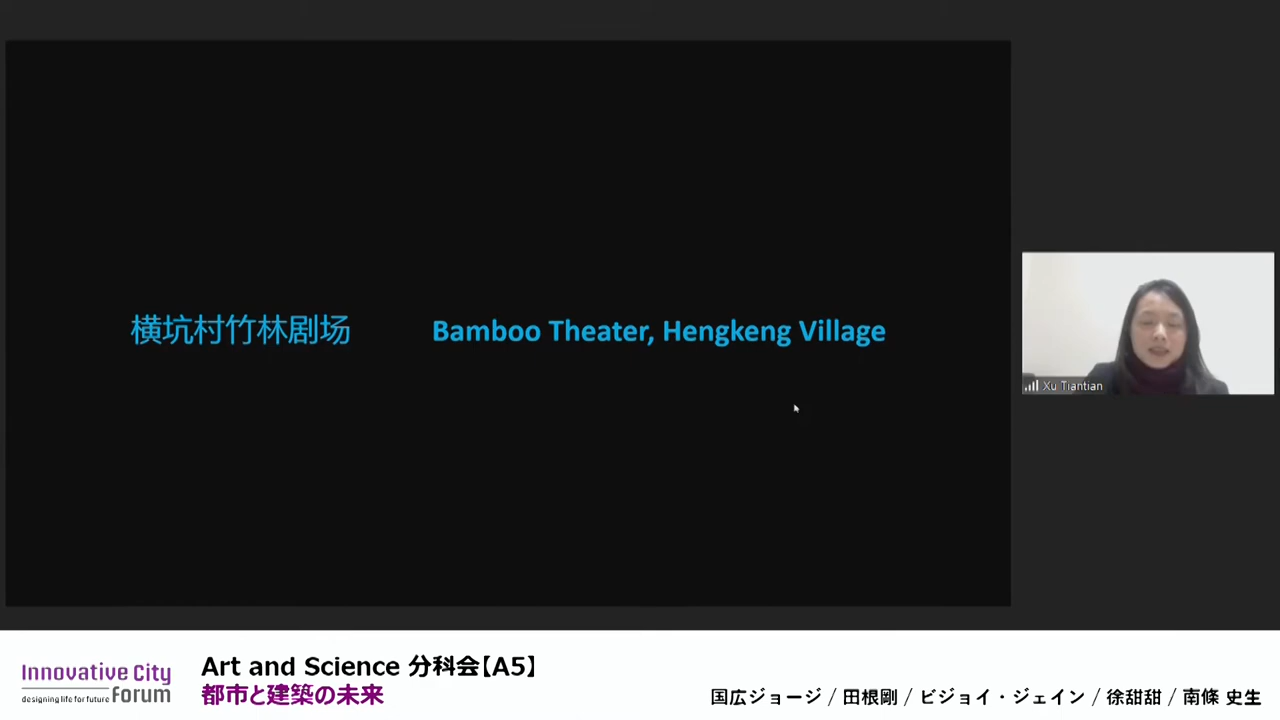 横坑村竹林剧场
Bamboo Theater, Hengkeng Village
Xu Tiantian
Innovative City
designing life for future Forum
Art and Science 分科会【A5】
都市と建築の未来
国広ジョージ / 田根剛 / ビジョイ・ジェイン / 徐甜甜 / 南條 史生